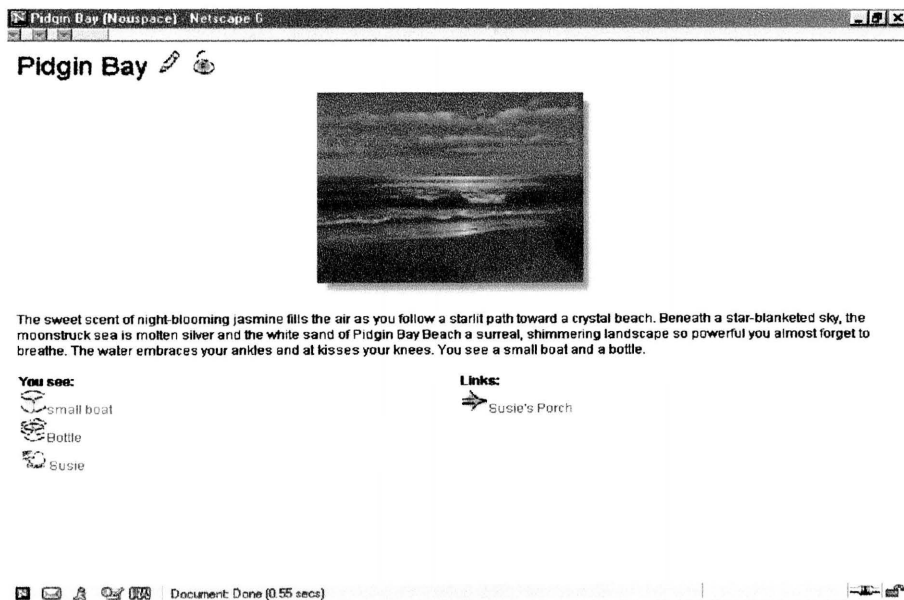 Pidgin Bay (Nouspace) - Netscape 6
Pidgin Bay
The sweet scent of night-blooming jasmine fills the air as you follow a starlit path toward a crystal beach. Beneath a star-blanketed sky, the
moonstruck sea is molten silver and the white sand of Pidgin Bay Beach a surreal, shimmering landscape so powerful you almost forget to
breathe. The water embraces your ankles and at kisses your knees. You see a small boat and a bottle.
You see:
small boat
Bottle
Susie
Links:
Susie's Porch
Document: Done (0.55 secs)